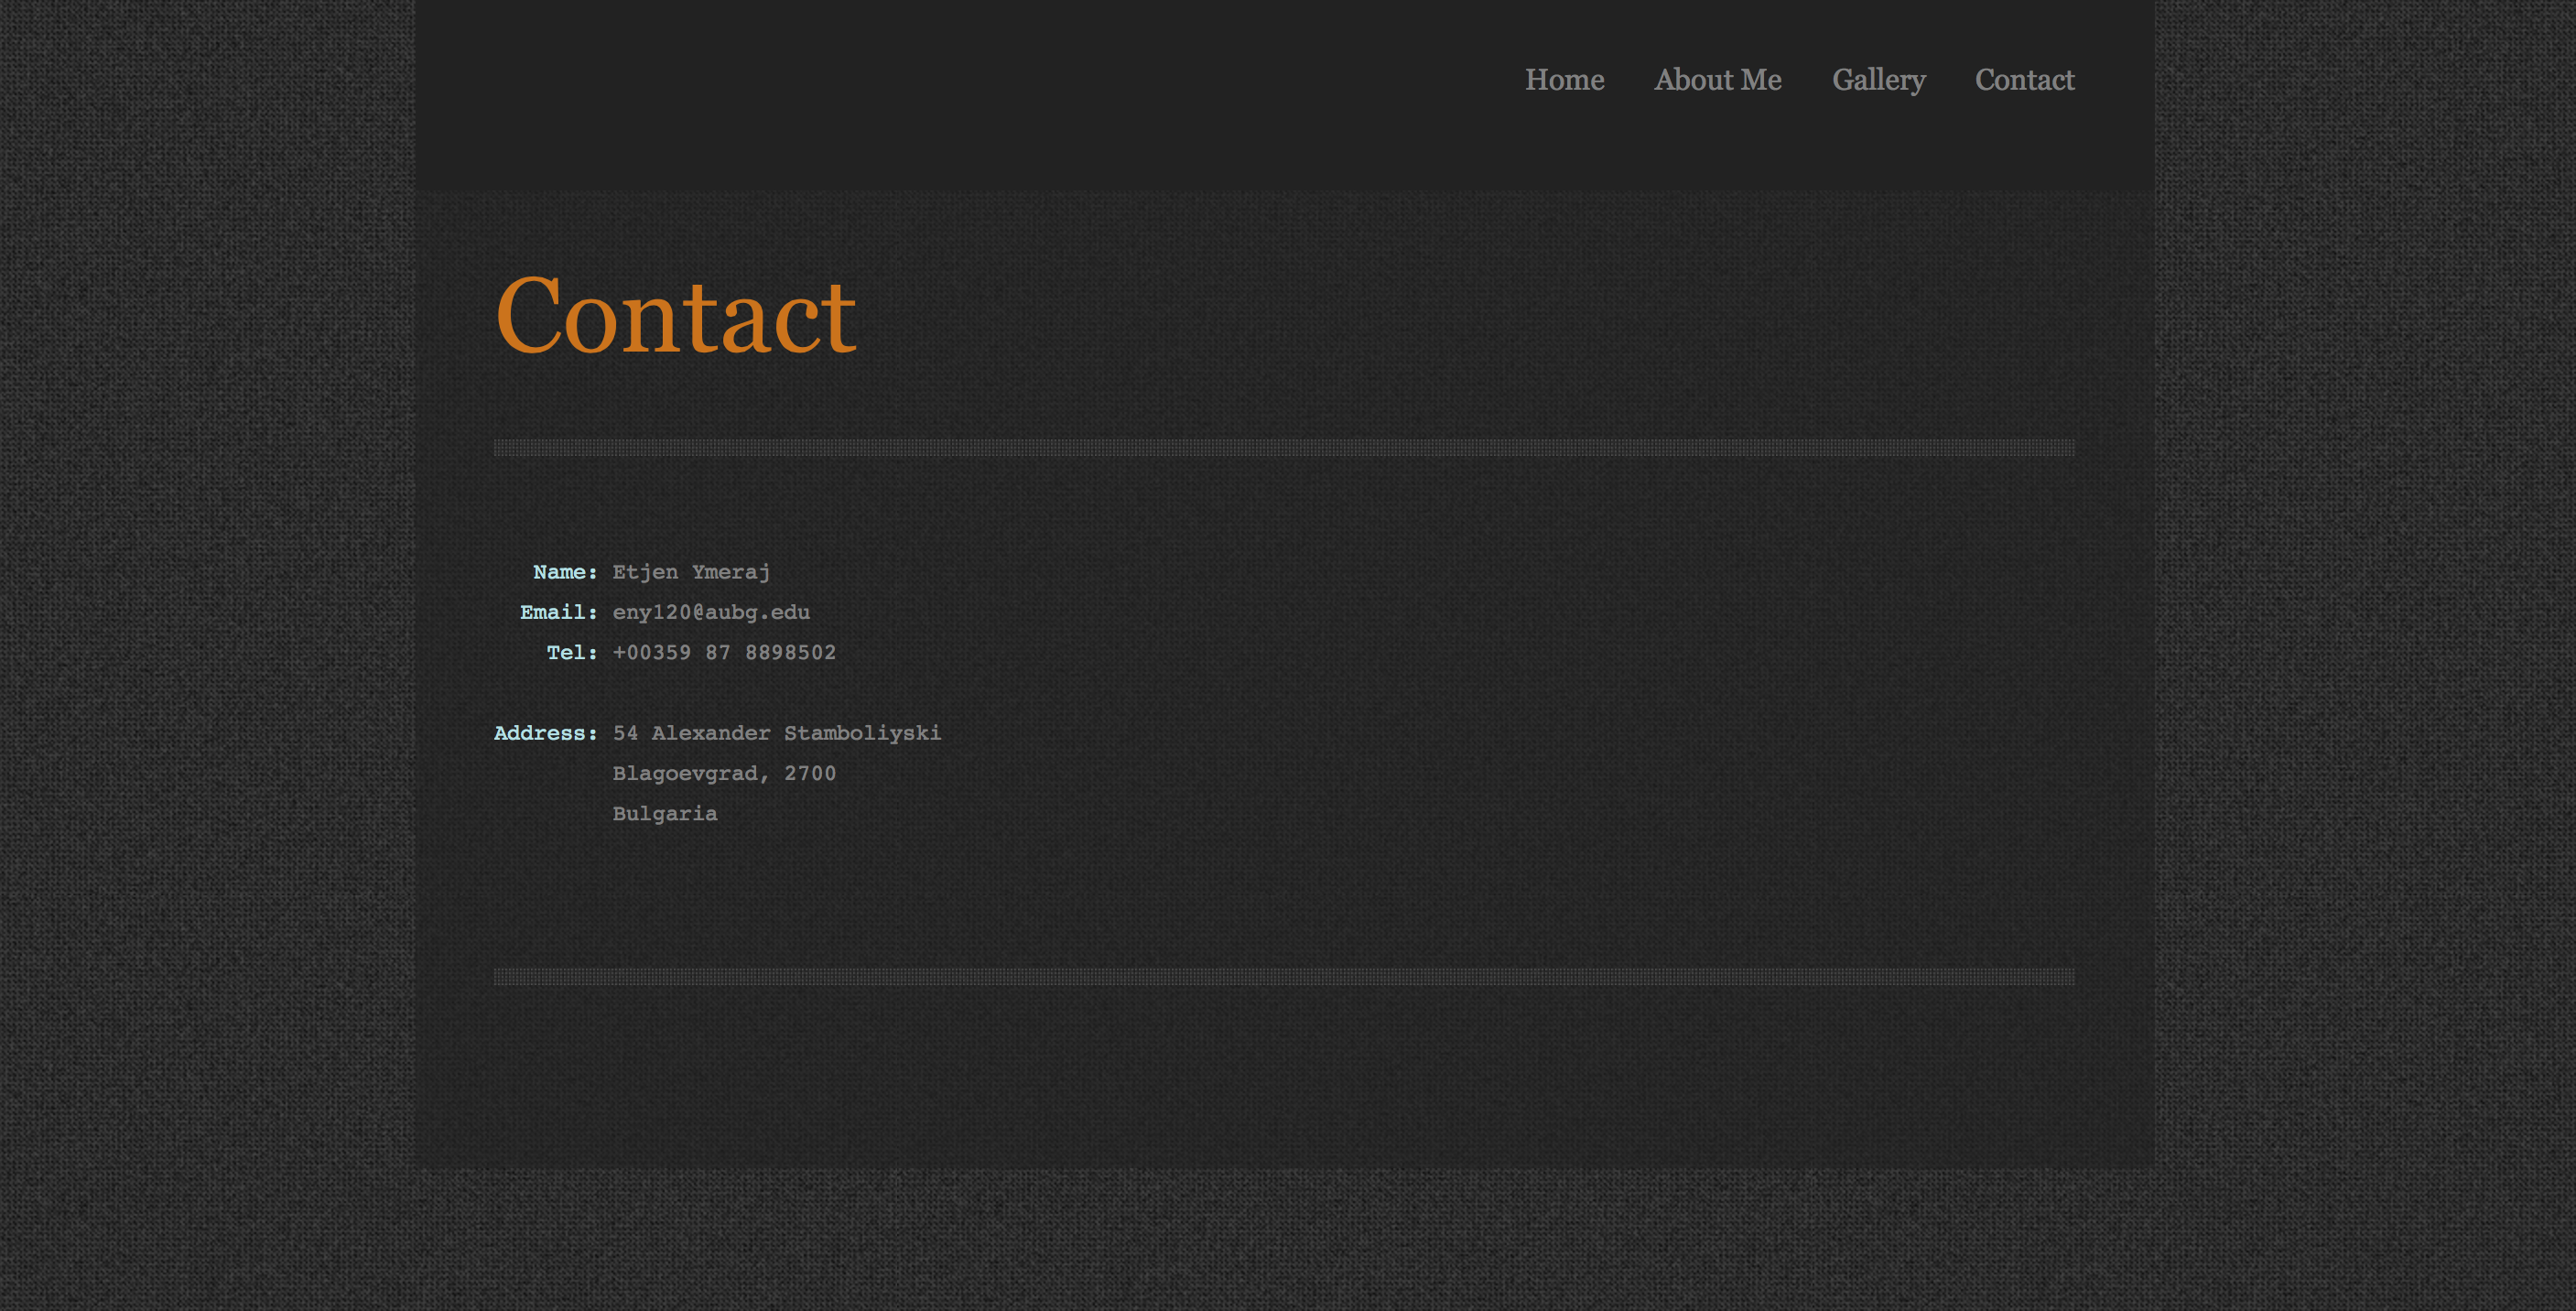 Home About Me Gallery Contact
Contact
Name: Etjen Ymeraj
Email: eny120@aubg.edu
Tel: +00359 87 8898502
Address: 54 Alexander Stamboliyski
Blagoevgrad, 2700
Bulgaria